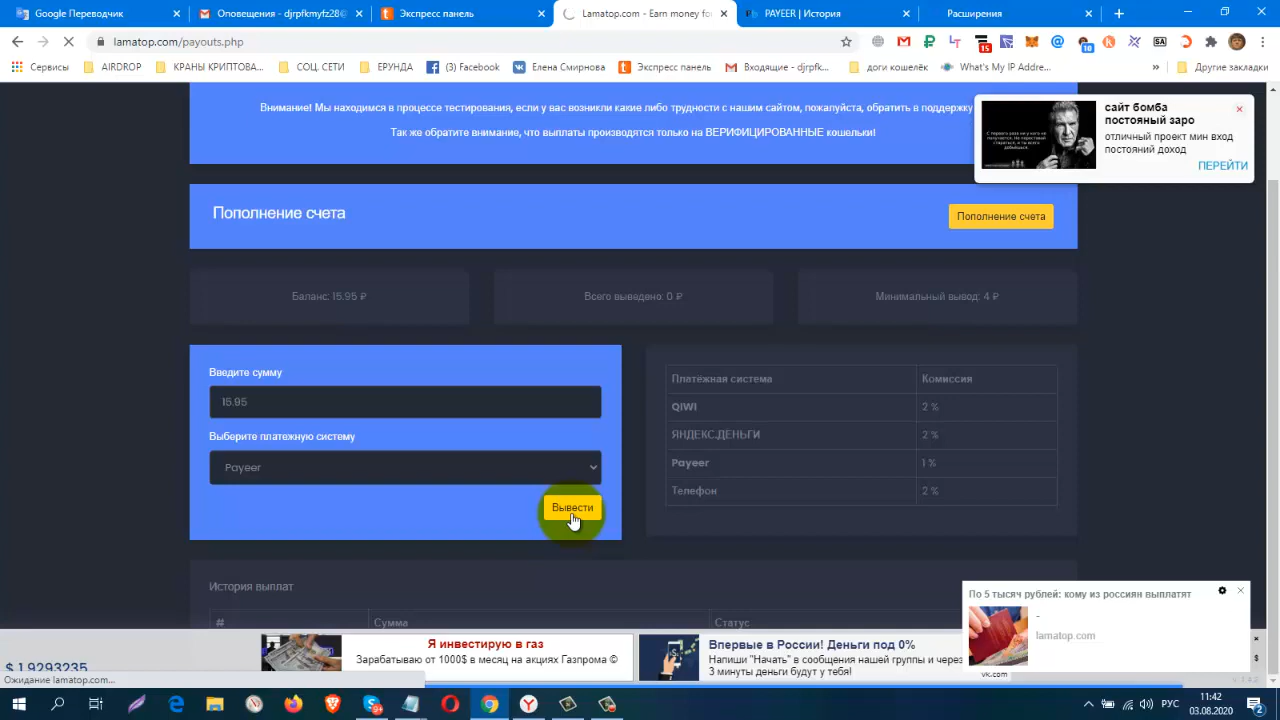 Google Переводчик
Оповещения - djrpfkmyfz28@
Экспресс панель
Lamatop.com - Earn money for
PAYEER | История
Расширения
lamatop.com/payouts.php
15
10
SA
Сервисы
AIRDROP
КРАНЫ КРИПТОВА...
СОЦ. СЕТИ
ЕРУНДА
(3) Facebook
Елена Смирнова
Экспресс панель
Входящие - djrpfk...
доги кошелёк
What's My IP Addre...
»
Другие закладки
Внимание! Мы находимся в процессе тестирования, если у вас возникли какие либо трудности с нашим сайтом, пожалуйста, обратить в поддержку
Так же обратите внимание, что выплаты производятся только на ВЕРИФИЦИРОВАННЫЕ кошельки!
сайт бомба
постоянный заро
отличный проект мин вход
постояний доход
ПЕРЕЙТИ
Пополнение счета
Пополнение счета
Баланс: 15.95 ₽
Всего выведено: 0 ₽
Минимальный вывод: 4 ₽
Введите сумму
15.95
Выберите платежную систему
Payeer
Вывести
Платёжная система
Комиссия
QIWI
2 %
ЯНДЕКС.ДЕНЬГИ
2 %
Payeer
1 %
Телефон
2 %
История выплат
#
Сумма
Статус
По 5 тысяч рублей: кому из россиян выплатят
-
lamatop.com
$ 1.9293235
Я инвестирую в газ
Зарабатываю от 1000$ в месяц на акциях Газпрома ©
Впервые в России! Деньги под 0%
Напиши "Начать" в сообщения нашей группы и через
3 минуты деньги будут у тебя!
vk.com
Ожидание lamatop.com...
РУС
11:42
03.08.2020
2